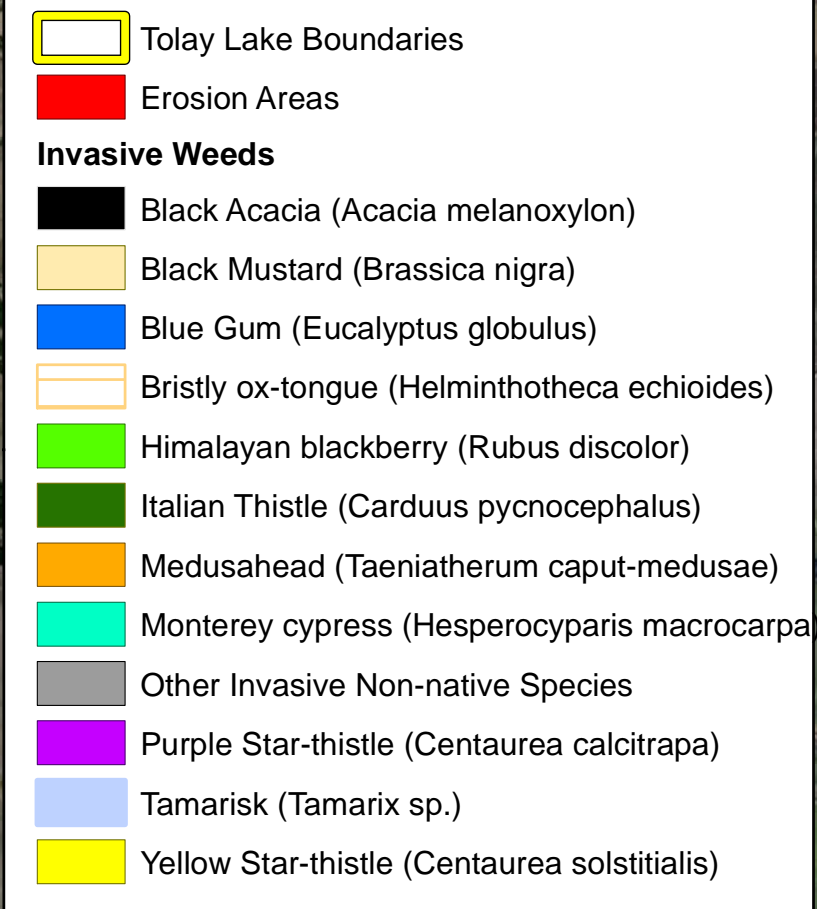 Tolay Lake Boundaries
Erosion Areas
Invasive Weeds
Black Acacia (Acacia melanoxylon)
Black Mustard (Brassica nigra)
Blue Gum (Eucalyptus globulus)
Bristly ox-tongue (Helminthotheca echioides)
Himalayan blackberry (Rubus discolor)
Italian Thistle (Carduus pycnocephalus)
Medusahead (Taeniatherum caput-medusae)
Monterey cypress (Hesperocyparis macrocarpa)
Other Invasive Non-native Species
Purple Star-thistle (Centaurea calcitrapa)
Tamarisk (Tamarix sp.)
Yellow Star-thistle (Centaurea solstitialis)